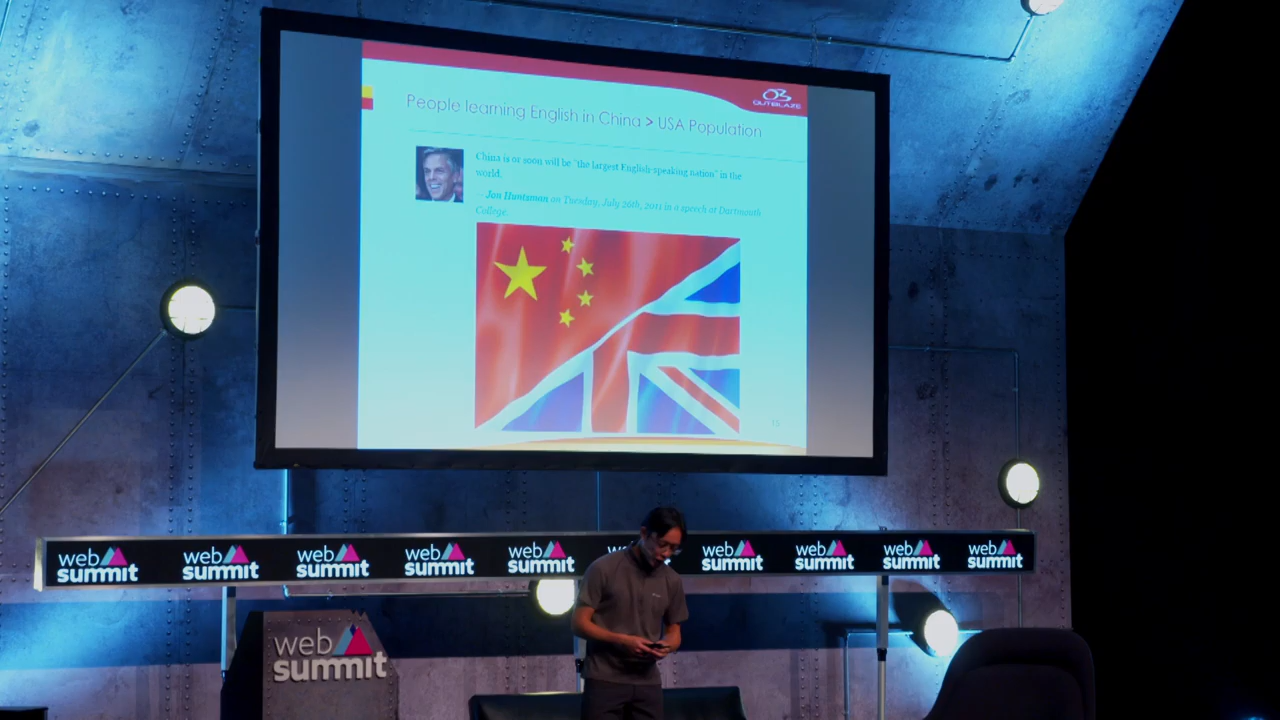 OUTBLAZE
People learning English in China > USA Population
China is or soon will be "the largest English-speaking nation" in the
world.
-- Jon Huntsman on Tuesday, July 26th, 2011 in a speech at Dartmouth
College.
web summit
web summit
web summit
web summit
web summit
web summit
web summit
web summit
web summit
web
summit